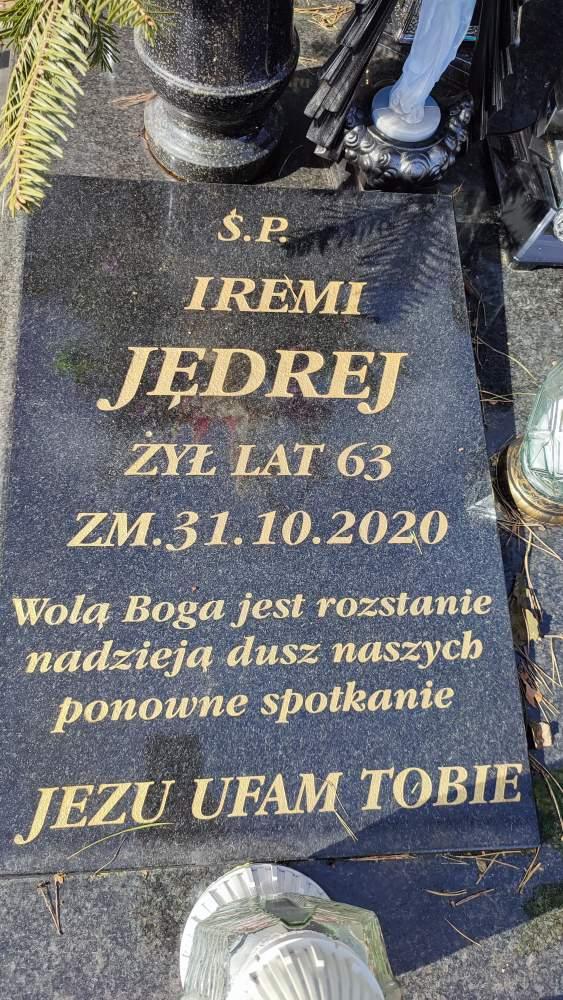 Ś.P.
IREMI
JĘDREJ
ŻYŁ LAT 63
ZM.31.10.2020
Wolą Boga jest rozstanie
nadzieją dusz naszych
ponowne spotkanie
JEZU UFAM TOBIE